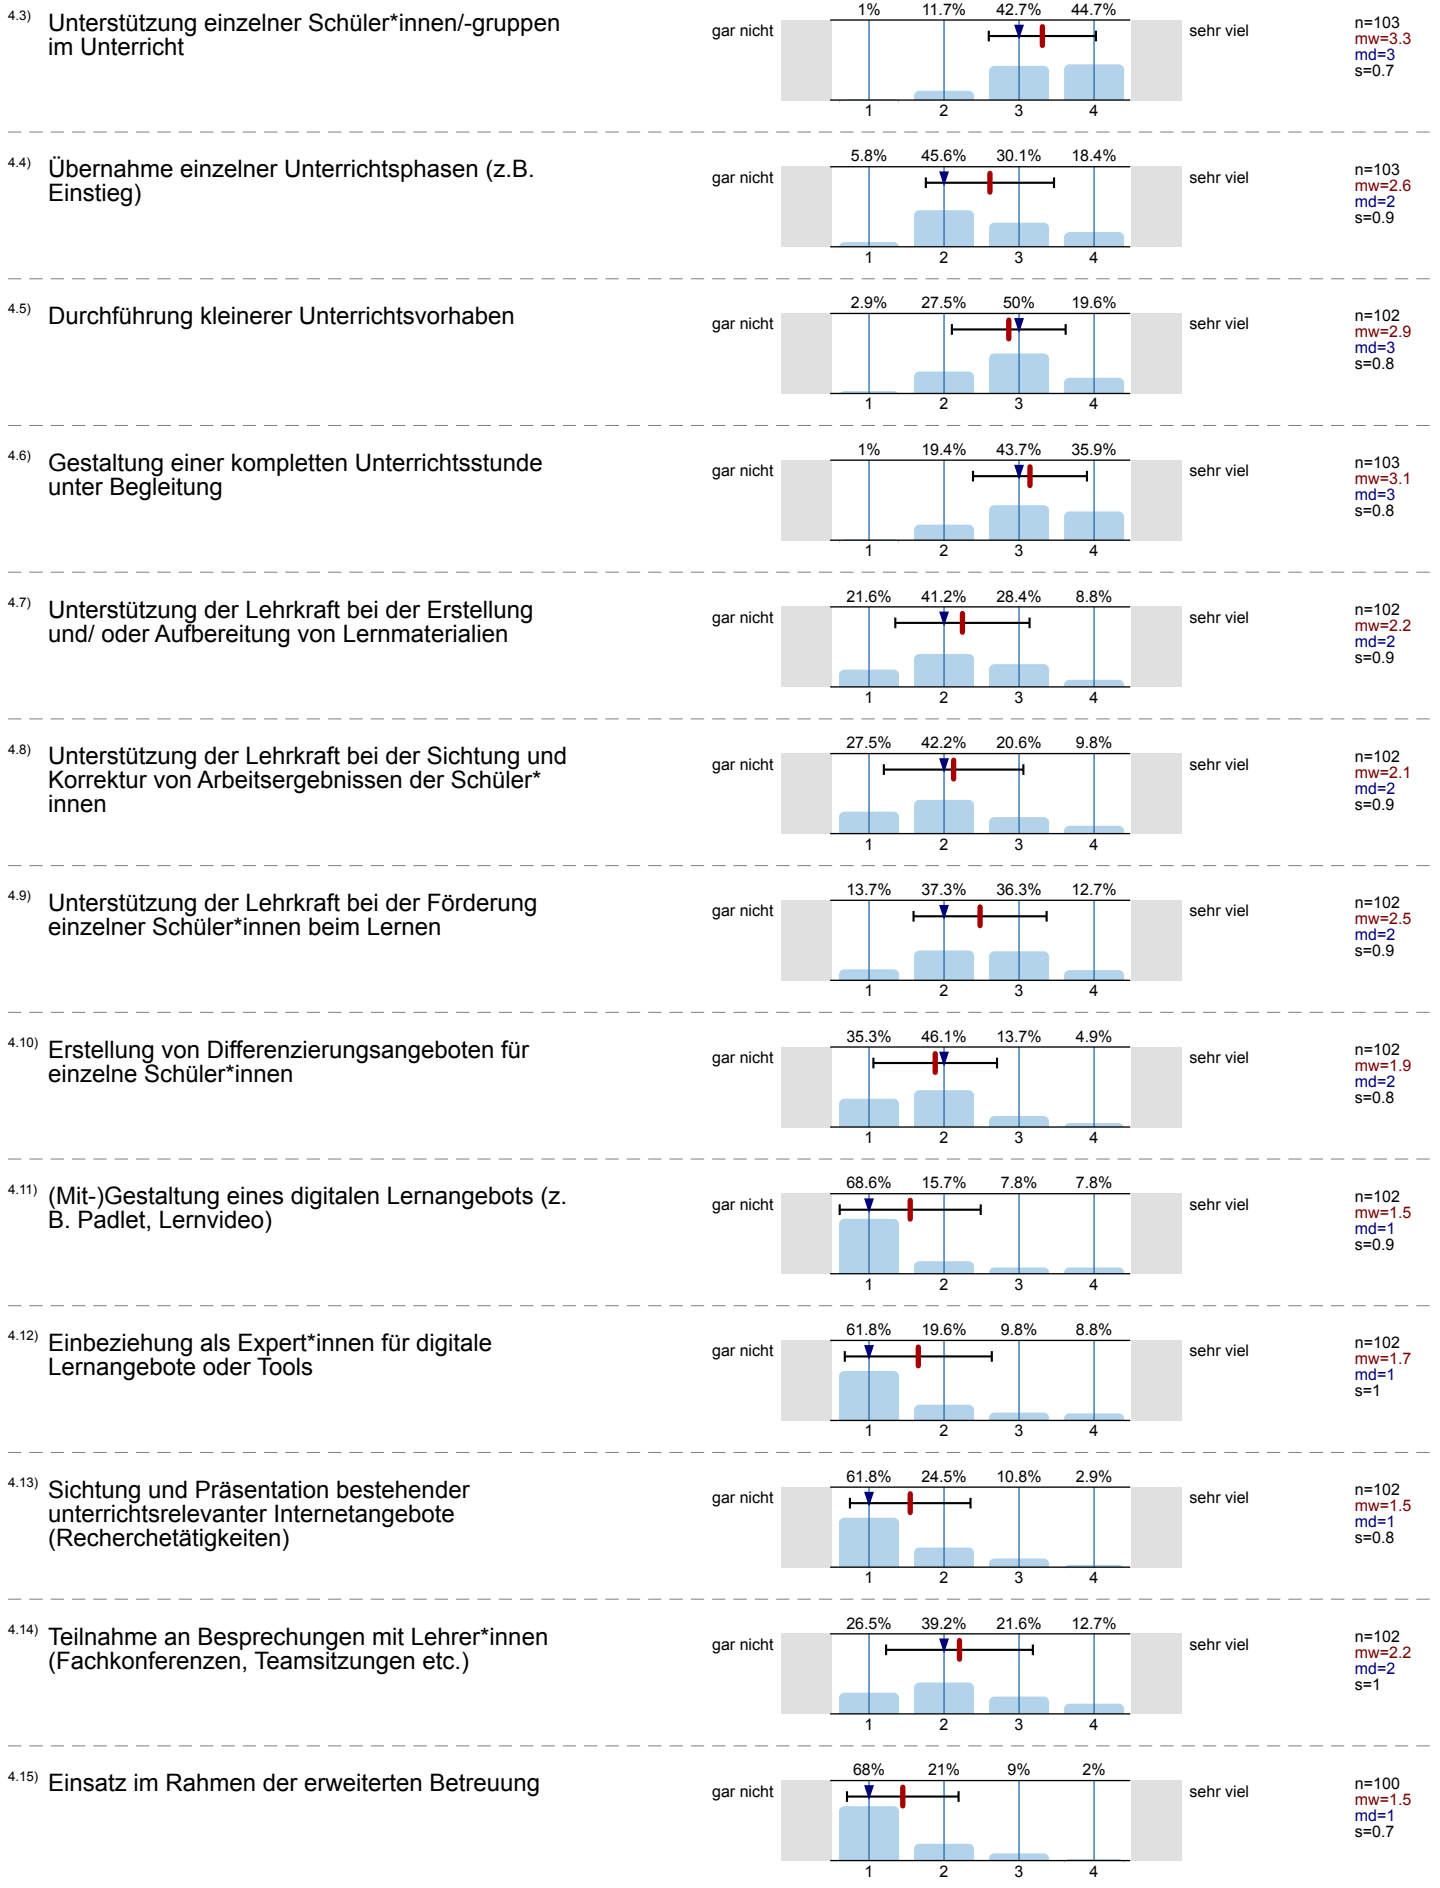 4.3) Unterstützung einzelner Schüler*innen/-gruppen
im Unterricht
1% 11.7% 42.7% 44.7%
gar nicht sehr viel
1 2 3 4
n=103
mw=3.3
md=3
s=0.7
4.4) Übernahme einzelner Unterrichtsphasen (z.B.
Einstieg)
5.8% 45.6% 30.1% 18.4%
gar nicht sehr viel
1 2 3 4
n=103
mw=2.6
md=2
s=0.9
4.5) Durchführung kleinerer Unterrichtsvorhaben
2.9% 27.5% 50% 19.6%
gar nicht sehr viel
1 2 3 4
n=102
mw=2.9
md=3
s=0.8
4.6) Gestaltung einer kompletten Unterrichtsstunde
unter Begleitung
1% 19.4% 43.7% 35.9%
gar nicht sehr viel
1 2 3 4
n=103
mw=3.1
md=3
s=0.8
4.7) Unterstützung der Lehrkraft bei der Erstellung
und/ oder Aufbereitung von Lernmaterialien
21.6% 41.2% 28.4% 8.8%
gar nicht sehr viel
1 2 3 4
n=102
mw=2.2
md=2
s=0.9
4.8) Unterstützung der Lehrkraft bei der Sichtung und
Korrektur von Arbeitsergebnissen der Schüler*
innen
27.5% 42.2% 20.6% 9.8%
gar nicht sehr viel
1 2 3 4
n=102
mw=2.1
md=2
s=0.9
4.9) Unterstützung der Lehrkraft bei der Förderung
einzelner Schüler*innen beim Lernen
13.7% 37.3% 36.3% 12.7%
gar nicht sehr viel
1 2 3 4
n=102
mw=2.5
md=2
s=0.9
4.10) Erstellung von Differenzierungsangeboten für
einzelne Schüler*innen
35.3% 46.1% 13.7% 4.9%
gar nicht sehr viel
1 2 3 4
n=102
mw=1.9
md=2
s=0.8
4.11) (Mit-)Gestaltung eines digitalen Lernangebots (z.
B. Padlet, Lernvideo)
68.6% 15.7% 7.8% 7.8%
gar nicht sehr viel
1 2 3 4
n=102
mw=1.5
md=1
s=0.9
4.12) Einbeziehung als Expert*innen für digitale
Lernangebote oder Tools
61.8% 19.6% 9.8% 8.8%
gar nicht sehr viel
1 2 3 4
n=102
mw=1.7
md=1
s=1
4.13) Sichtung und Präsentation bestehender
unterrichtsrelevanter Internetangebote
(Recherchetätigkeiten)
61.8% 24.5% 10.8% 2.9%
gar nicht sehr viel
1 2 3 4
n=102
mw=1.5
md=1
s=0.8
4.14) Teilnahme an Besprechungen mit Lehrer*innen
(Fachkonferenzen, Teamsitzungen etc.)
26.5% 39.2% 21.6% 12.7%
gar nicht sehr viel
1 2 3 4
n=102
mw=2.2
md=2
s=1
4.15) Einsatz im Rahmen der erweiterten Betreuung
68% 21% 9% 2%
gar nicht sehr viel
1 2 3 4
n=100
mw=1.5
md=1
s=0.7